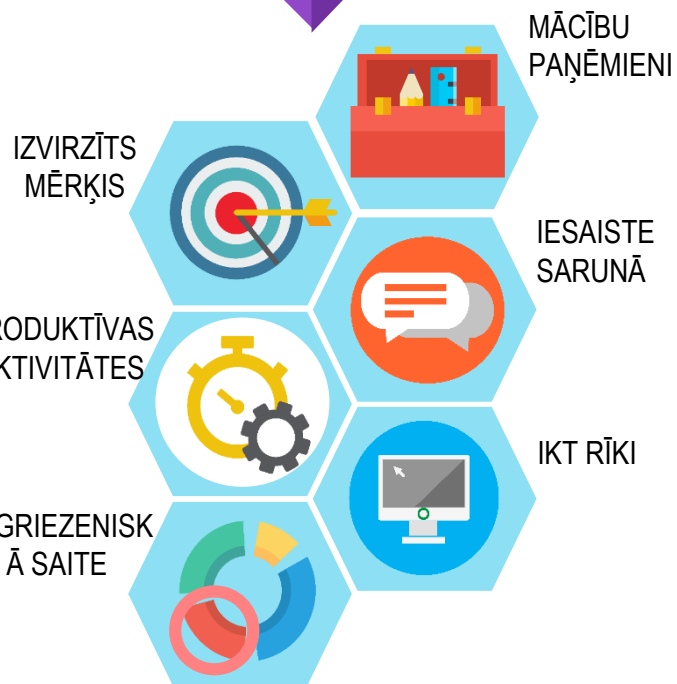 MĀCĪBU
PAŅĒMIENI
IZVIRZĪTS
MĒRĶIS
IESAISTE
SARUNĀ
RODUKTĪVAS
KTIVITĀTES
IKT RĪKI
GRIEZENISK
Ā SAITE